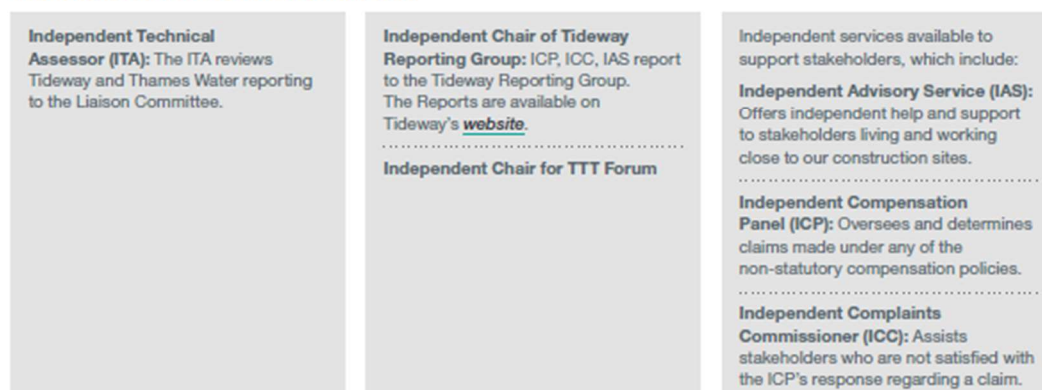 Independent Technical
Assessor (ITA): The ITA reviews
Tideway and Thames Water reporting
to the Liaison Committee.
Independent Chair of Tideway
Reporting Group: ICP, ICC, IAS report
to the Tideway Reporting Group.
The Reports are available on
Tideway's website.
Independent Chair for TTT Forum
Independent services available to
support stakeholders, which include:
Independent Advisory Service (IAS):
Offers independent help and support
to stakeholders living and working
close to our construction sites.
Independent Compensation
Panel (ICP): Oversees and determines
claims made under any of the
non-statutory compensation policies.
Independent Complaints
Commissioner (ICC): Assists
stakeholders who are not satisfied with
the ICP's response regarding a claim.